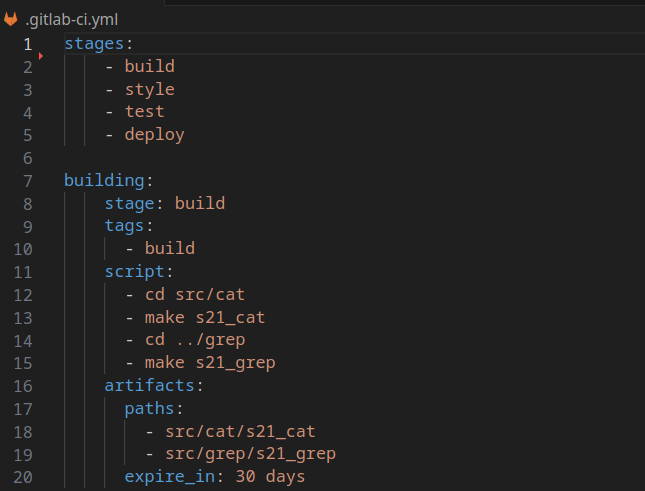 .gitlab-ci.yml
1 stages:
2     - build
3     - style
4     - test
5     - deploy
6
7 building:
8     stage: build
9     tags:
10       - build
11     script:
12       - cd src/cat
13       - make s21_cat
14       - cd ../grep
15       - make s21_grep
16     artifacts:
17       paths:
18         - src/cat/s21_cat
19         - src/grep/s21_grep
20       expire_in: 30 days